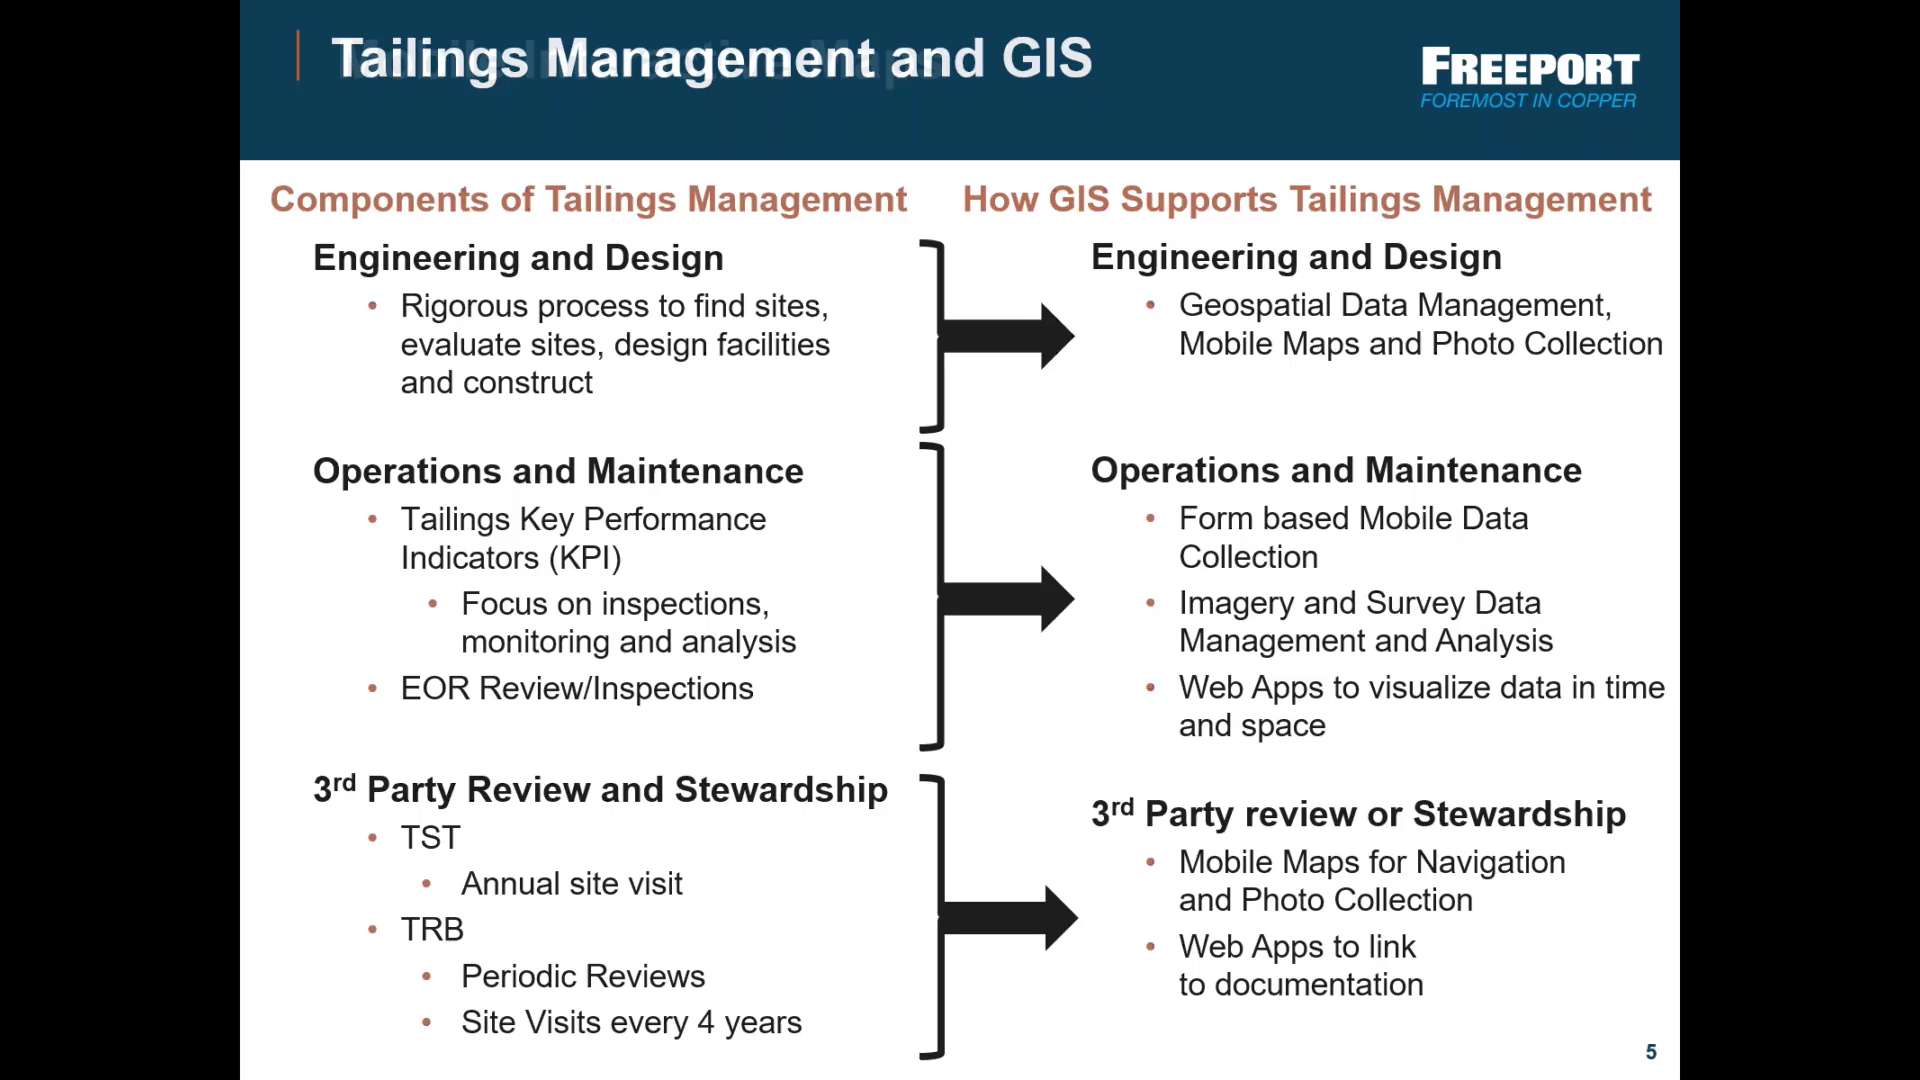 Tailings Management and GIS
FREEPORT
FOREMOST IN COPPER
Components of Tailings Management
Engineering and Design
• Rigorous process to find sites,
evaluate sites, design facilities
and construct
Operations and Maintenance
• Tailings Key Performance
Indicators (KPI)
• Focus on inspections,
monitoring and analysis
• EOR Review/Inspections
3rd Party Review and Stewardship
• TST
• Annual site visit
• TRB
• Periodic Reviews
• Site Visits every 4 years
How GIS Supports Tailings Management
Engineering and Design
• Geospatial Data Management,
Mobile Maps and Photo Collection
Operations and Maintenance
• Form based Mobile Data
Collection
• Imagery and Survey Data
Management and Analysis
• Web Apps to visualize data in time
and space
3rd Party review or Stewardship
• Mobile Maps for Navigation
and Photo Collection
• Web Apps to link
to documentation
5